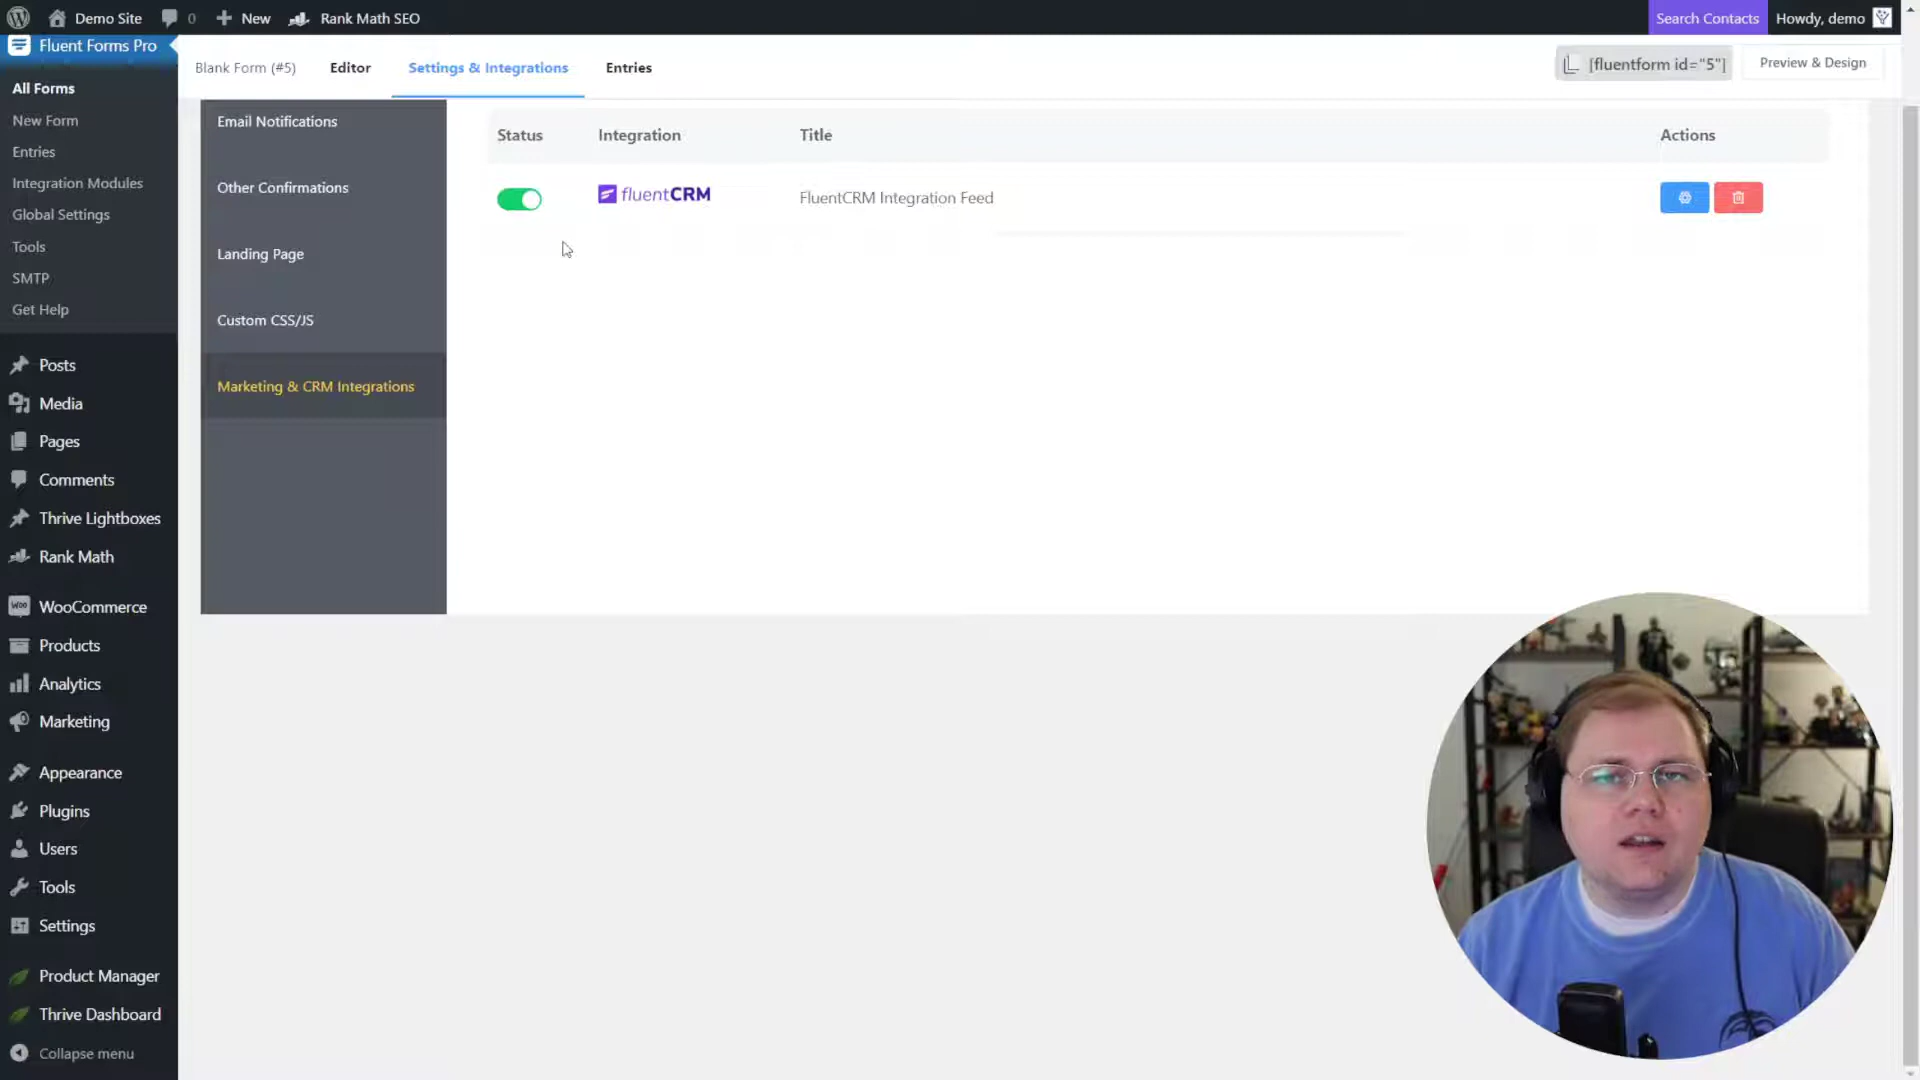 Demo Site
0
New
Rank Math SEO
Search Contacts
Howdy, demo
Fluent Forms Pro
All Forms
New Form
Entries
Integration Modules
Global Settings
Tools
SMTP
Get Help
Posts
Media
Pages
Comments
Thrive Lightboxes
Rank Math
WooCommerce
Products
Analytics
Marketing
Appearance
Plugins
Users
Tools
Settings
Product Manager
Thrive Dashboard
Collapse menu
Blank Form (#5)
Editor
Settings & Integrations
Entries
[fluentform id="5"]
Preview & Design
Email Notifications
Other Confirmations
Landing Page
Custom CSS/JS
Marketing & CRM Integrations
Status
Integration
Title
Actions
fluentCRM
FluentCRM Integration Feed